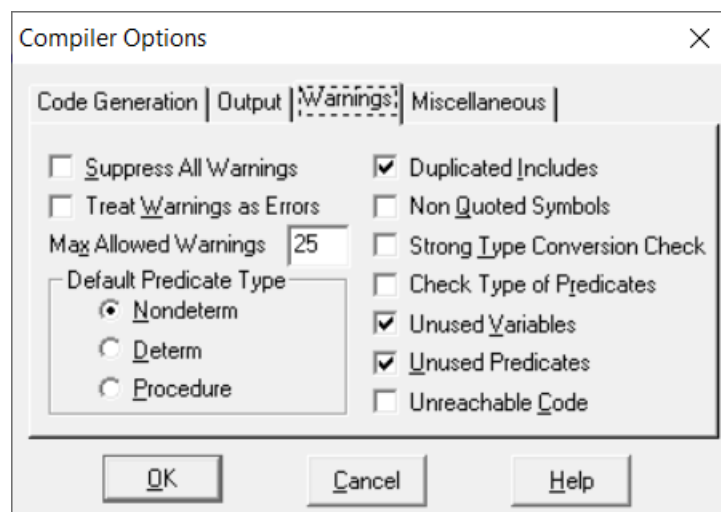 Compiler Options
Code Generation Output Warnings Miscellaneous
Suppress All Warnings
Treat Warnings as Errors
Max Allowed Warnings 25
Default Predicate Type
Nondeterm
Determ
Procedure
Duplicated Includes
Non Quoted Symbols
Strong Type Conversion Check
Check Type of Predicates
Unused Variables
Unused Predicates
Unreachable Code
OK Cancel Help